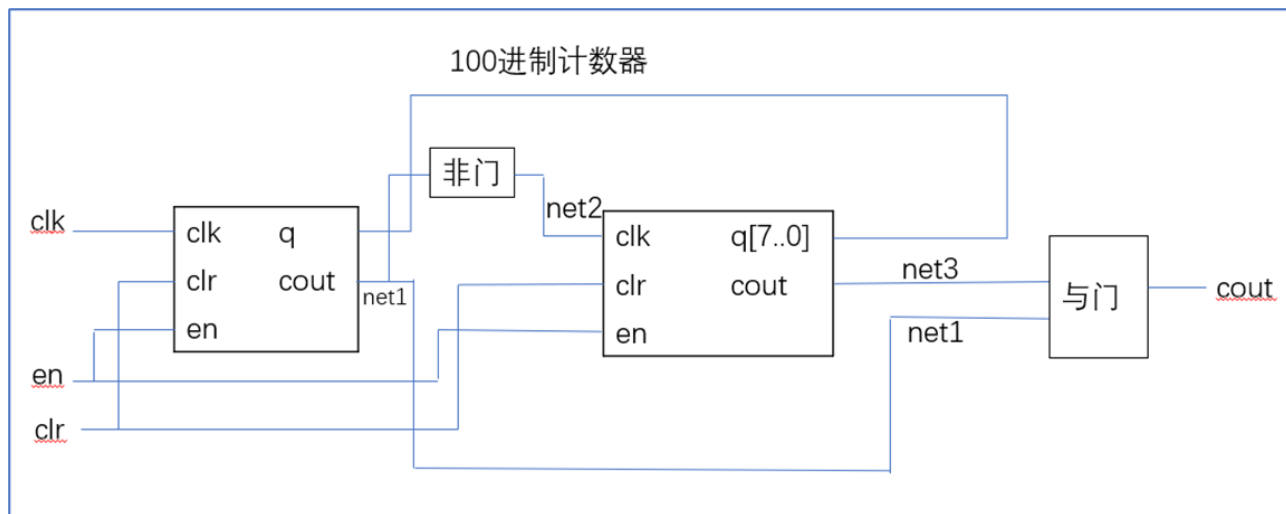 100进制计数器
非门
clk
clk q
clr cout
en
net1
net2
clk q[7..0]
clr cout
en
net3
net1
与门
cout
en
clr